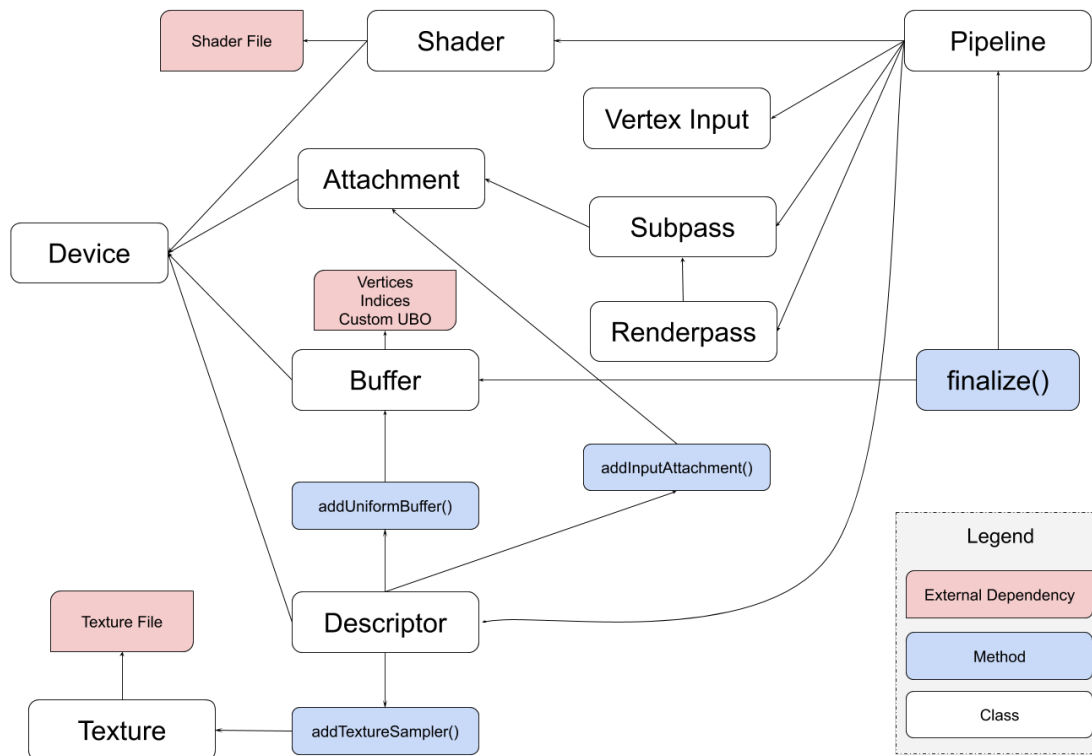 Shader File
Shader
Pipeline
Vertex Input
Attachment
Subpass
Device
Vertices
Indices
Custom UBO
Renderpass
Buffer
finalize()
addInputAttachment()
addUniformBuffer()
Legend
External Dependency
Texture File
Descriptor
Method
Texture
addTextureSampler()
Class